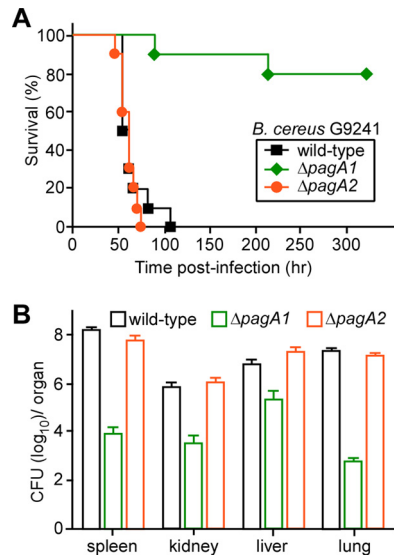 A
100
80
60
40
20
0
Survival (%)
B. cereus G9241
wild-type
ΔpagA1
ΔpagA2
0 50 100 150 200 250 300
Time post-infection (hr)
B
wild-type ΔpagA1 ΔpagA2
8
6
4
2
0
CFU (log10)/ organ
spleen kidney liver lung